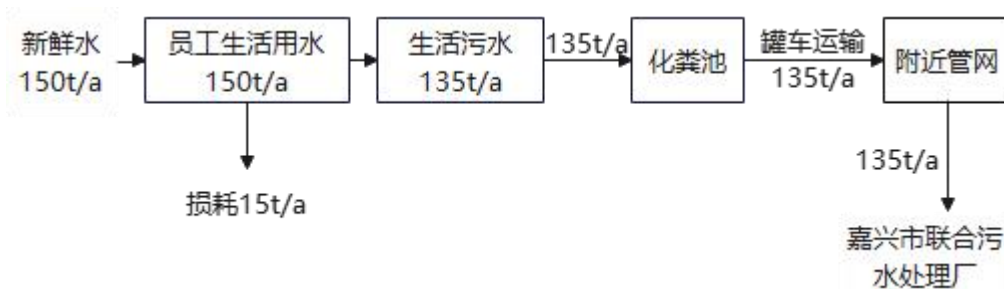 新鲜水
150t/a
员工生活用水
150t/a
损耗15t/a
生活污水
135t/a
135t/a
化粪池
罐车运输
135t/a
附近管网
135t/a
嘉兴市联合污
水处理厂